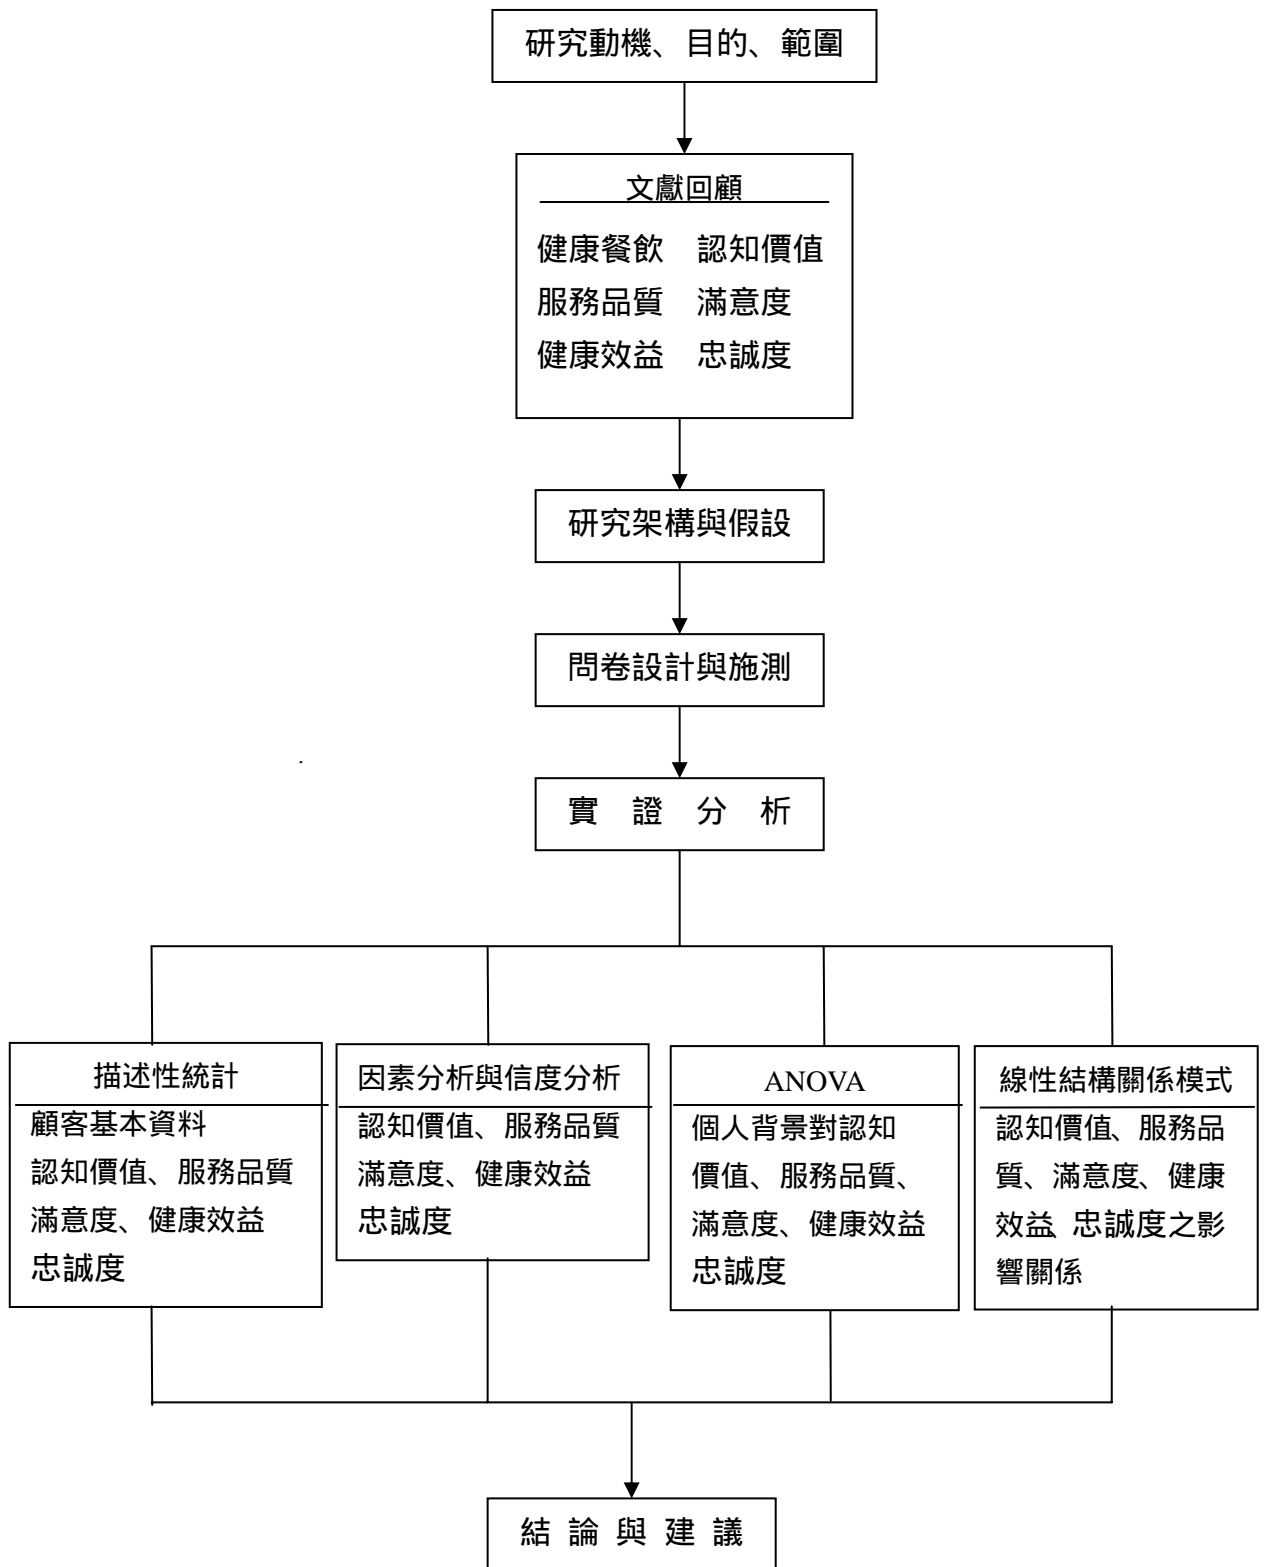 研究動機、目的、範圍
文獻回顧
健康餐飲　認知價值
服務品質　滿意度
健康效益　忠誠度
研究架構與假設
問卷設計與施測
實　證　分　析
描述性統計
顧客基本資料
認知價值、服務品質
滿意度、健康效益
忠誠度
因素分析與信度分析
認知價值、服務品質
滿意度、健康效益
忠誠度
ANOVA
個人背景對認知
價值、服務品質、
滿意度、健康效益
忠誠度
線性結構關係模式
認知價值、服務品
質、滿意度、健康
效益、忠誠度之影
響關係
結 論 與 建 議